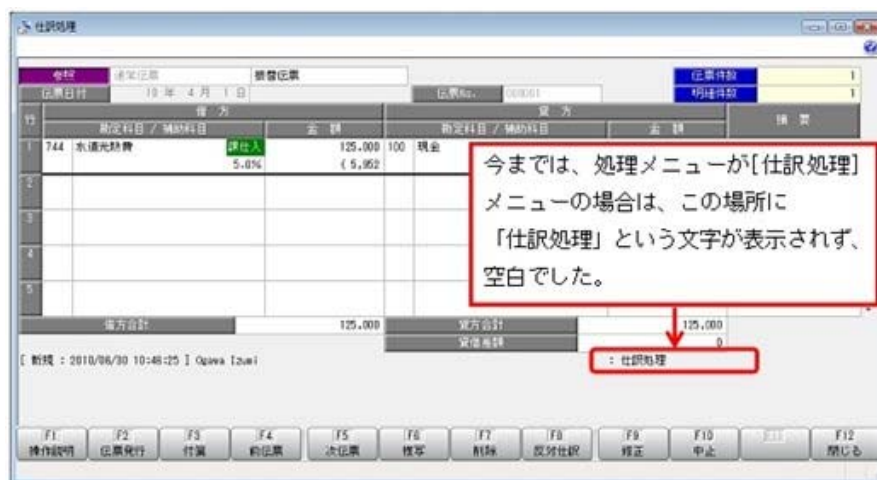 仕訳処理
参照 通常伝票 振替伝票 伝票件数 1
伝票日付 19 年 4 月 1 日 伝票No. 000001 明細件数 1
行 借 方 貸 方 摘 要
勘定科目 / 補助科目 金 額 勘定科目 / 補助科目 金 額
1 744 水道光熱費 課仕入 125,000 100 現金
5.0% ( 5,952
2
3
4
5
今までは、処理メニューが[仕訳処理]
メニューの場合は、この場所に
「仕訳処理」という文字が表示されず、
空白でした。
借方合計 125,000 貸方合計 125,000
貸借差額 0
[ 新規 : 2010/06/30 10:46:25 ] Ogawa Izumi : 仕訳処理
F1 F2 F3 F4 F5 F6 F7 F8 F9 F10 F11 F12
操作説明 伝票発行 付箋 前伝票 次伝票 複写 削除 反対仕訳 修正 中止 閉じる